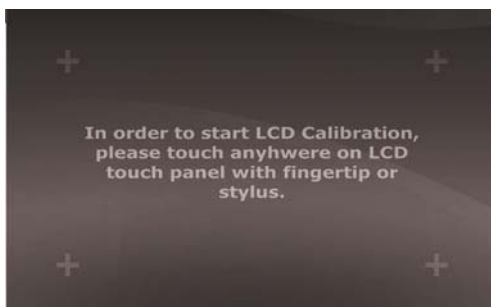 In order to start LCD Calibration,
please touch anyhwere on LCD
touch panel with fingertip or
stylus.